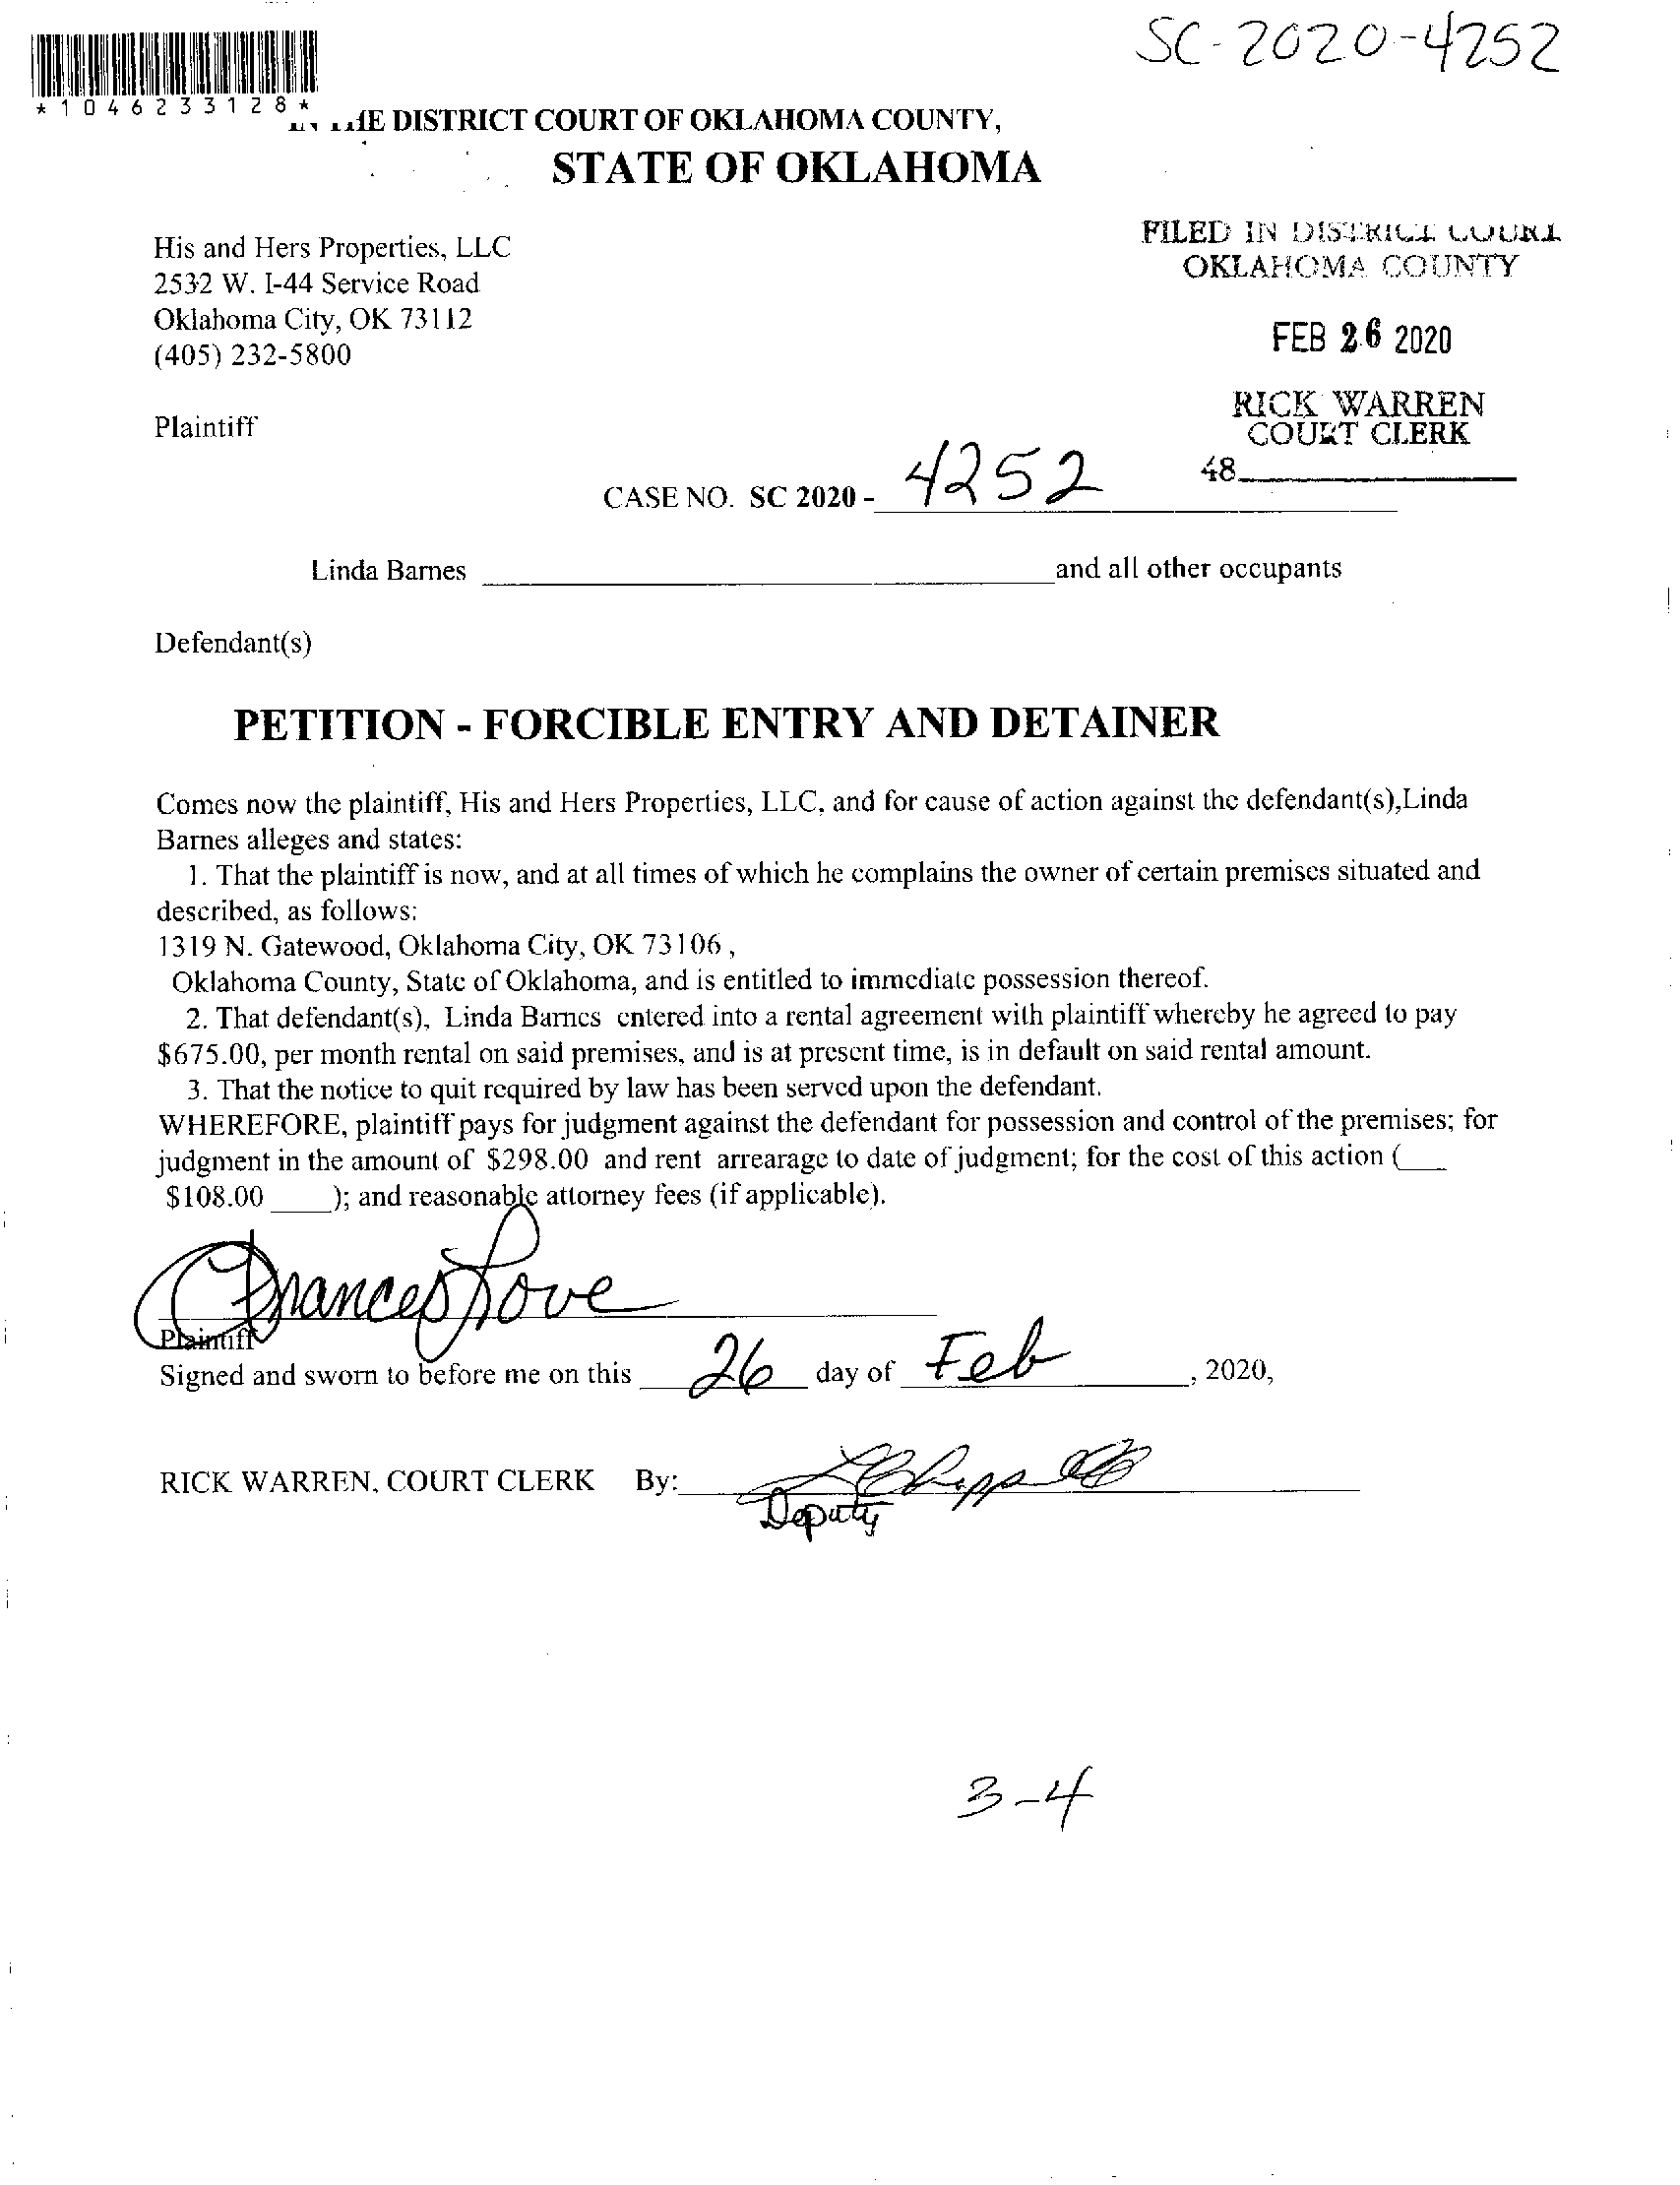 SC-2020-4252
*1046233128*
DISTRICT COURT OF OKLAHOMA COUNTY,
STATE OF OKLAHOMA
His and Hers Properties, LLC
2532 W. I-44 Service Road
Oklahoma City, OK 73112
(405) 232-5800
Plaintiff
FILED IN DISTRICT COURT
OKLAHOMA COUNTY
FEB 26 2020
RICK WARREN
COURT CLERK
48
CASE NO. SC 2020 - 4252
Linda Barnes and all other occupants
Defendant(s)
PETITION - FORCIBLE ENTRY AND DETAINER
Comes now the plaintiff, His and Hers Properties, LLC, and for cause of action against the defendant(s),Linda
Barnes alleges and states:
1. That the plaintiff is now, and at all times of which he complains the owner of certain premises situated and
described, as follows:
1319 N. Gatewood, Oklahoma City, OK 73106 ,
Oklahoma County, State of Oklahoma, and is entitled to immediate possession thereof.
2. That defendant(s), Linda Barnes entered into a rental agreement with plaintiff whereby he agreed to pay
$675.00, per month rental on said premises, and is at present time, is in default on said rental amount.
3. That the notice to quit required by law has been served upon the defendant.
WHEREFORE, plaintiff pays for judgment against the defendant for possession and control of the premises; for
judgment in the amount of $298.00 and rent arrearage to date of judgment; for the cost of this action (
$108.00 ); and reasonable attorney fees (if applicable).
Frances Love
Plaintiff
Signed and sworn to before me on this 26 day of Feb , 2020,
RICK WARREN, COURT CLERK By:
Deputy
3-4